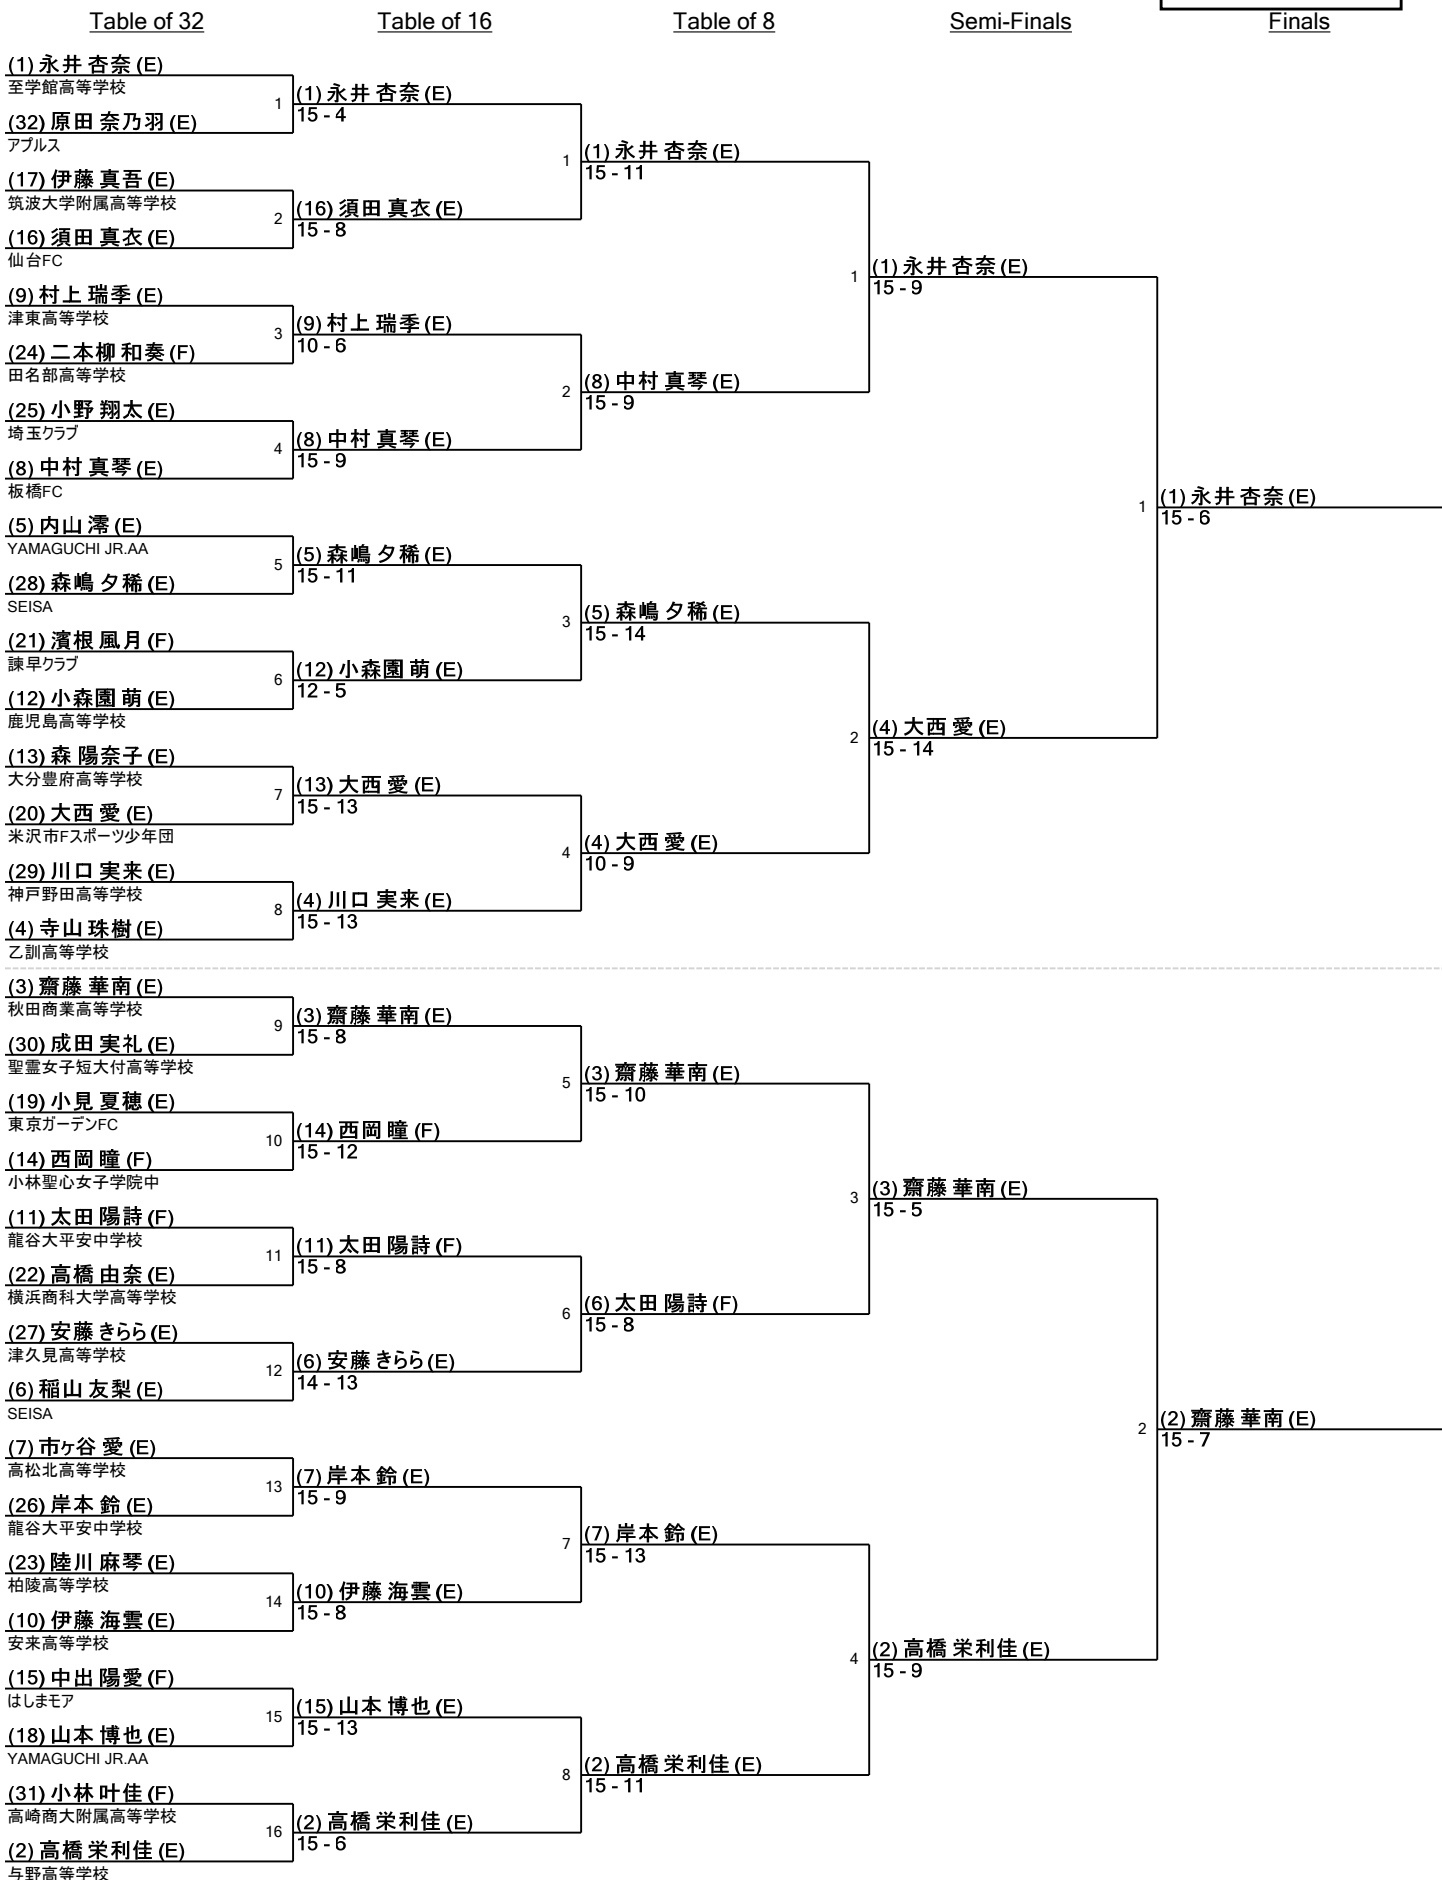 Table of 32
Table of 16
Table of 8
Semi-Finals
Finals
(1) 永井 杏奈 (E)
至学館高等学校
(32) 原田 奈乃羽 (E)
アプルス
(17) 伊藤 真吾 (E)
筑波大学附属高等学校
(16) 須田 真衣 (E)
仙台FC
(9) 村上 瑞季 (E)
津東高等学校
(24) 二本柳 和奏 (F)
田名部高等学校
(25) 小野 翔太 (E)
埼玉クラブ
(8) 中村 真琴 (E)
板橋FC
(5) 内山 澪 (E)
YAMAGUCHI JR.AA
(28) 森嶋 夕稀 (E)
SEISA
(21) 濱根 風月 (F)
諫早クラブ
(12) 小森園 萌 (E)
鹿児島高等学校
(13) 森 陽奈子 (E)
大分豊府高等学校
(20) 大西 愛 (E)
米沢市Fスポーツ少年団
(29) 川口 実来 (E)
神戸野田高等学校
(4) 寺山 珠樹 (E)
乙訓高等学校
(3) 齋藤 華南 (E)
秋田商業高等学校
(30) 成田 実礼 (E)
聖霊女子短大付高等学校
(19) 小見 夏穂 (E)
東京ガーデンFC
(14) 西岡 瞳 (F)
小林聖心女子学院中
(11) 太田 陽詩 (F)
龍谷大平安中学校
(22) 高橋 由奈 (E)
横浜商科大学高等学校
(27) 安藤 きらら (E)
津久見高等学校
(6) 稲山 友梨 (E)
SEISA
(7) 市ヶ谷 愛 (E)
高松北高等学校
(26) 岸本 鈴 (E)
龍谷大平安中学校
(23) 陸川 麻琴 (E)
柏陵高等学校
(10) 伊藤 海雲 (E)
安来高等学校
(15) 中出 陽愛 (F)
はしまモア
(18) 山本 博也 (E)
YAMAGUCHI JR.AA
(31) 小林 叶佳 (F)
高崎商大附属高等学校
(2) 高橋 栄利佳 (E)
与野高等学校
1
(1) 永井 杏奈 (E)
15 - 4
2
(16) 須田 真衣 (E)
15 - 8
3
(9) 村上 瑞季 (E)
10 - 6
4
(8) 中村 真琴 (E)
15 - 9
5
(5) 森嶋 夕稀 (E)
15 - 11
6
(12) 小森園 萌 (E)
12 - 5
7
(13) 大西 愛 (E)
15 - 13
8
(4) 川口 実来 (E)
15 - 13
9
(3) 齋藤 華南 (E)
15 - 8
10
(14) 西岡 瞳 (F)
15 - 12
11
(11) 太田 陽詩 (F)
15 - 8
12
(6) 安藤 きらら (E)
14 - 13
13
(7) 岸本 鈴 (E)
15 - 9
14
(10) 伊藤 海雲 (E)
15 - 8
15
(15) 山本 博也 (E)
15 - 13
16
(2) 高橋 栄利佳 (E)
15 - 6
1
(1) 永井 杏奈 (E)
15 - 11
2
(8) 中村 真琴 (E)
15 - 9
3
(5) 森嶋 夕稀 (E)
15 - 14
4
(4) 大西 愛 (E)
10 - 9
5
(3) 齋藤 華南 (E)
15 - 10
6
(6) 太田 陽詩 (F)
15 - 8
7
(7) 岸本 鈴 (E)
15 - 13
8
(2) 高橋 栄利佳 (E)
15 - 11
1
(1) 永井 杏奈 (E)
15 - 9
2
(4) 大西 愛 (E)
15 - 14
3
(3) 齋藤 華南 (E)
15 - 5
4
(2) 高橋 栄利佳 (E)
15 - 9
1
(1) 永井 杏奈 (E)
15 - 6
2
(2) 齋藤 華南 (E)
15 - 7